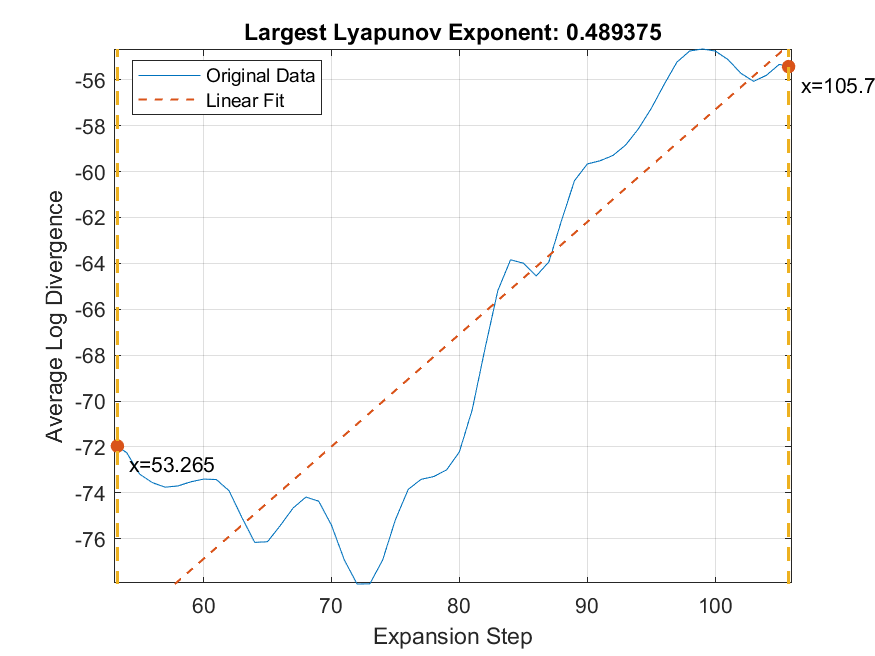 Largest Lyapunov Exponent: 0.489375
Original Data
Linear Fit
Average Log Divergence
-56
-58
-60
-62
-64
-66
-68
-70
-72
-74
-76
x=105.7
x=53.265
60
70
80
90
100
Expansion Step